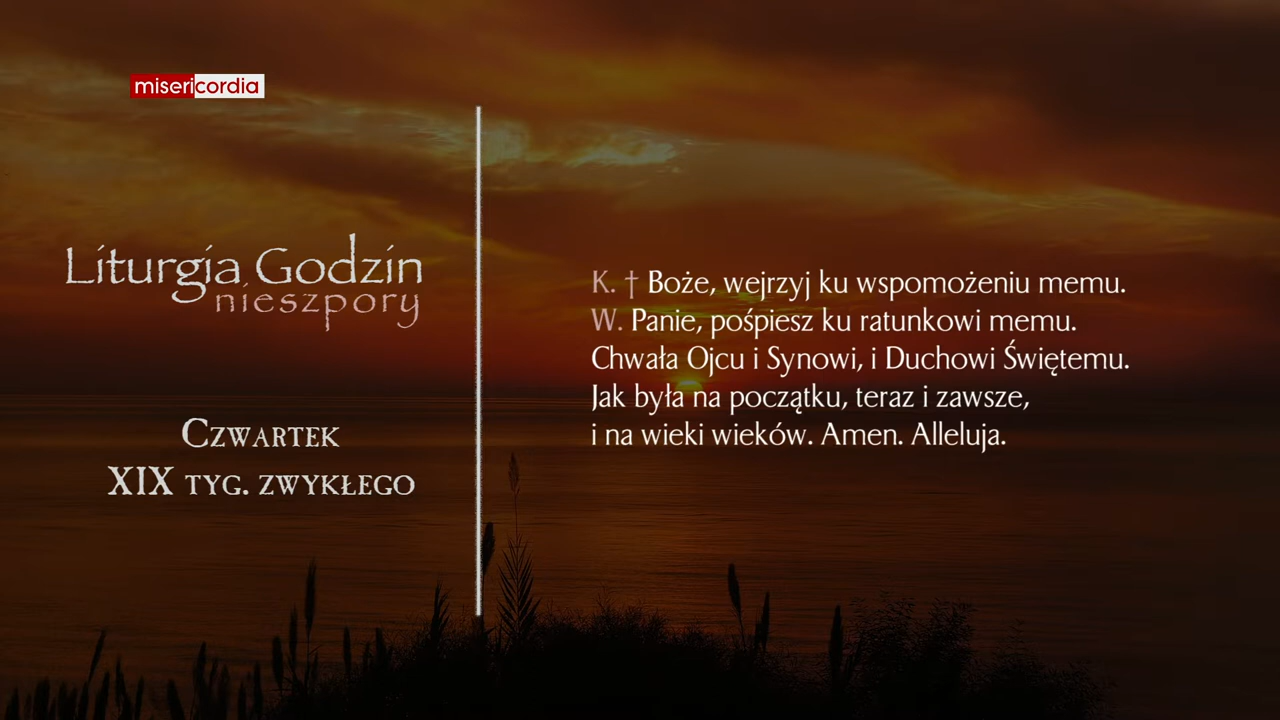 misericordia
Liturgia Godzin
nieszpory
Czwartek
XIX tyg. zwykłego
K. † Boże, wejrzyj ku wspomożeniu memu.
W. Panie, pośpiesz ku ratunkowi memu.
Chwała Ojcu i Synowi, i Duchowi Świętemu.
Jak była na początku, teraz i zawsze,
i na wieki wieków. Amen. Alleluja.